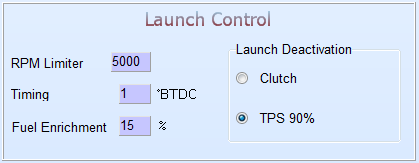 Launch Control
RPM Limiter 5000
Timing 1 °BTDC
Fuel Enrichment 15 %
Launch Deactivation
Clutch
TPS 90%